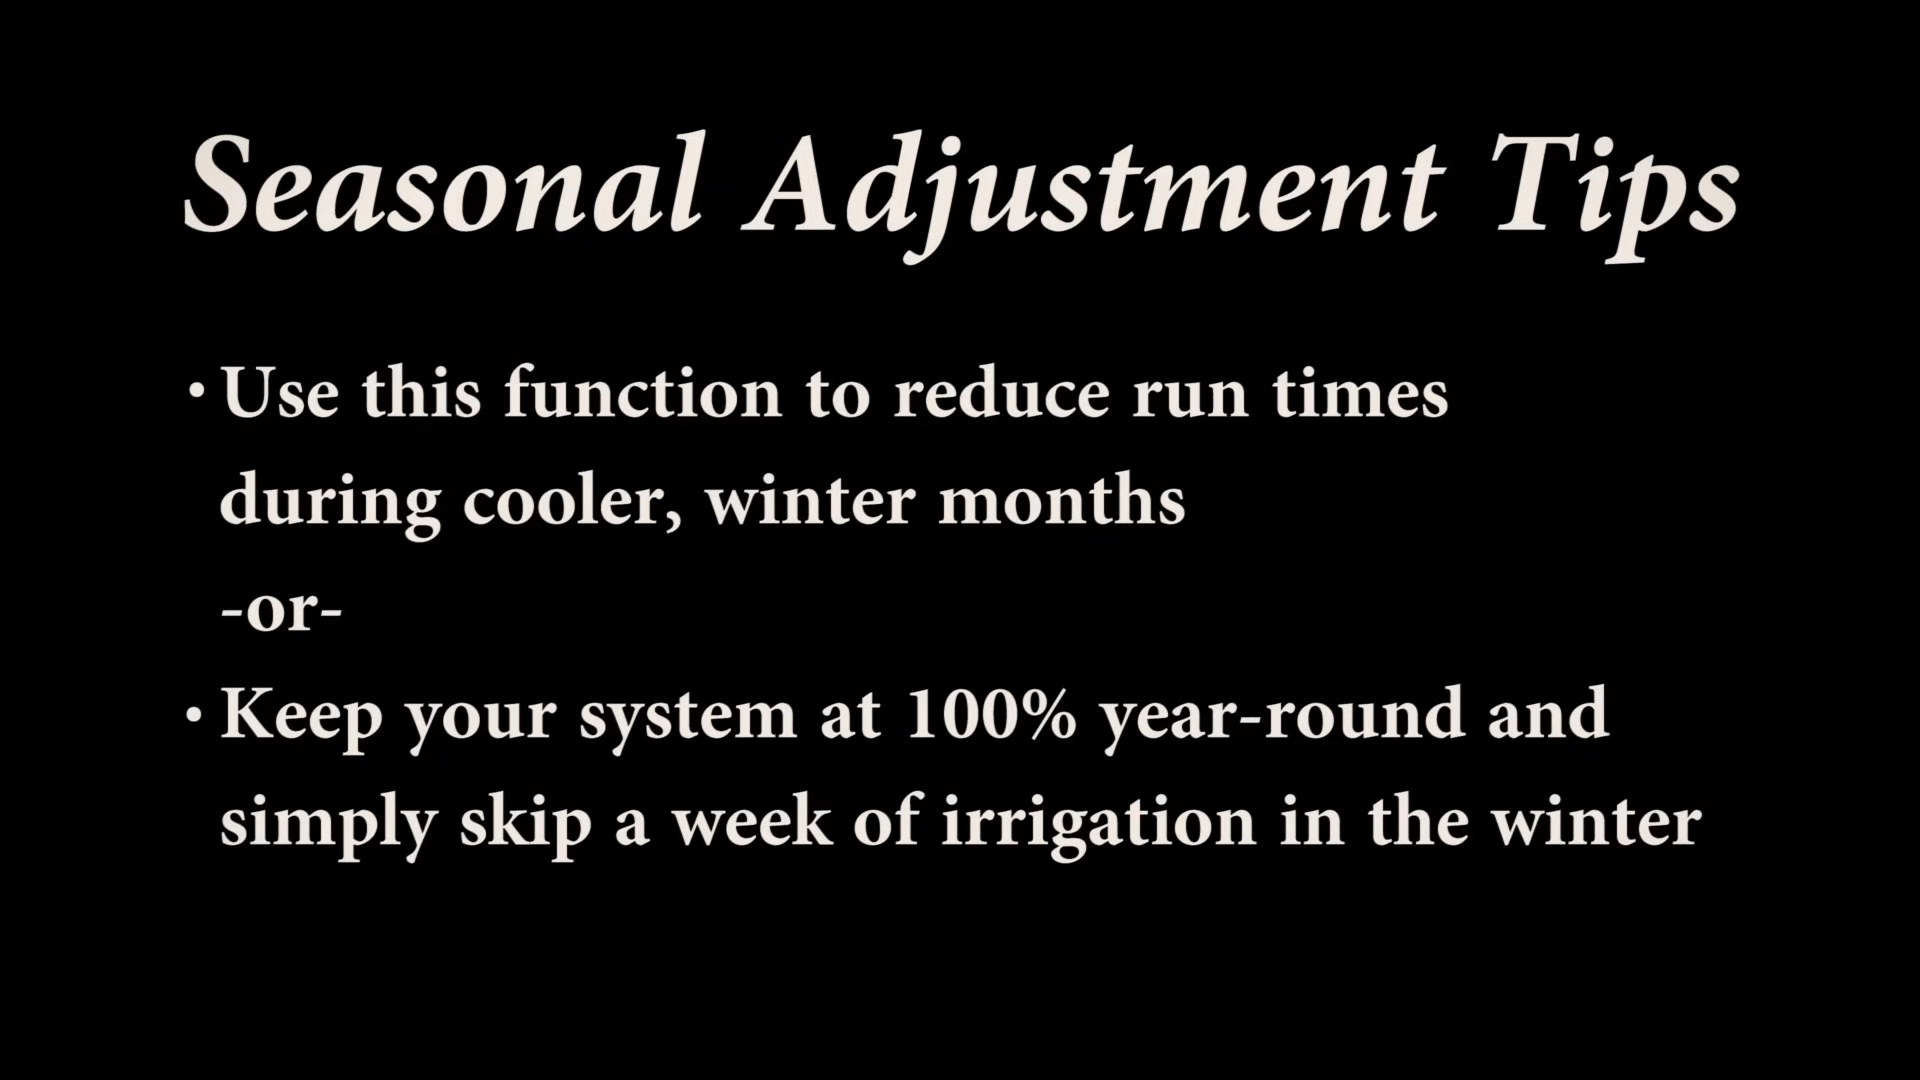 Seasonal Adjustment Tips
• Use this function to reduce run times
during cooler, winter months
-or-
• Keep your system at 100% year-round and
simply skip a week of irrigation in the winter